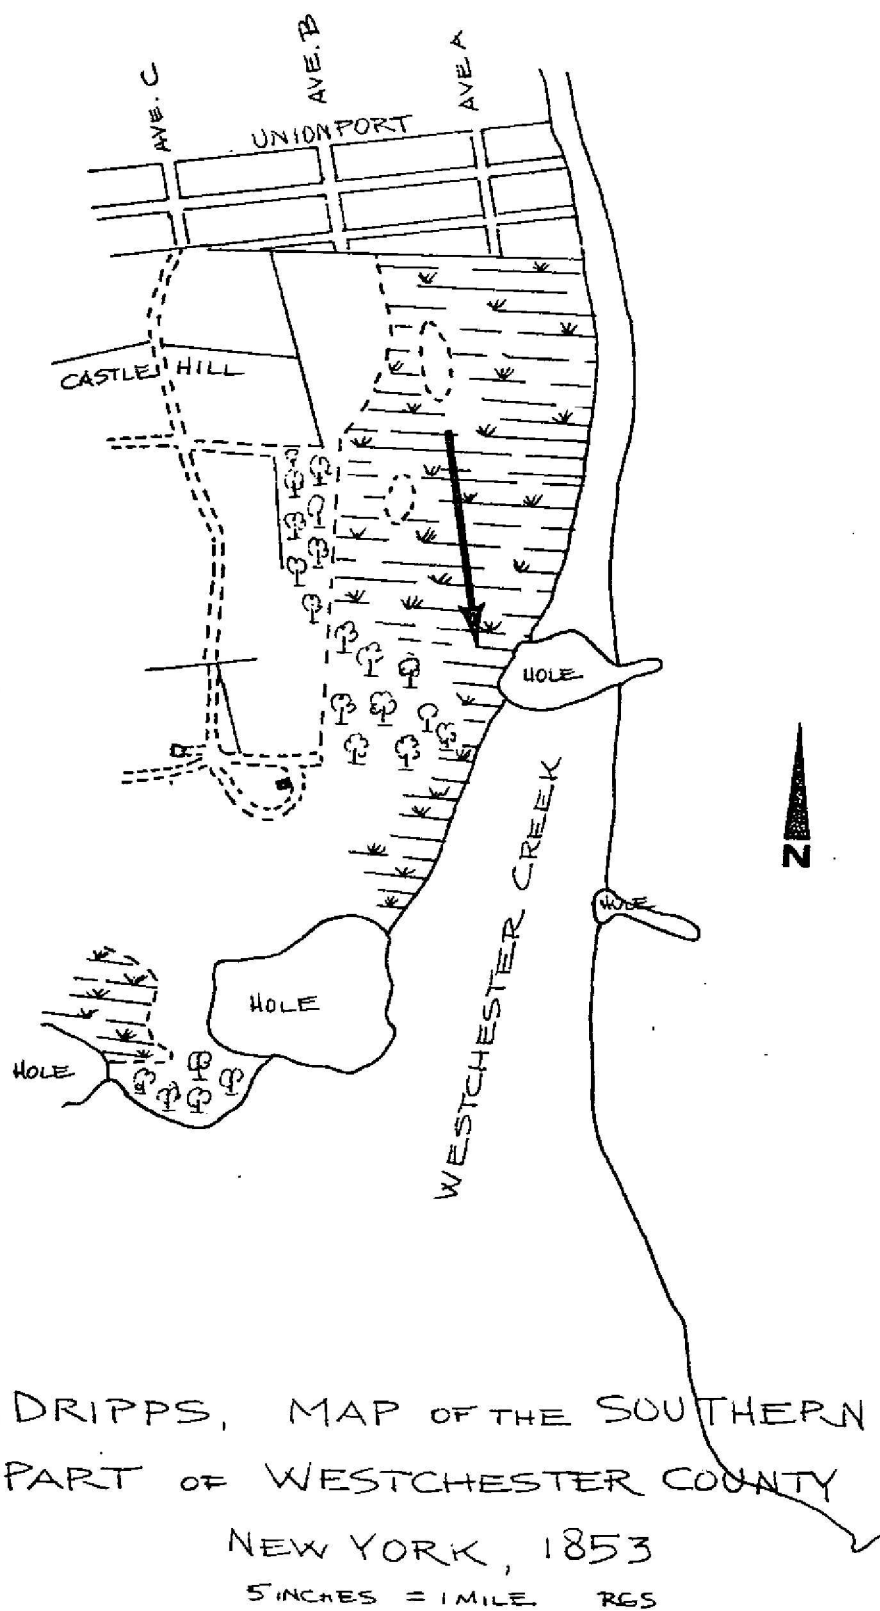 AVE. C
AVE. B
AVE A
UNIONPORT
CASTLE HILL
HOLE
N
WESTCHESTER CREEK
HOLE
HOLE
HOLE
DRIPPS, MAP OF THE SOUTHERN
PART OF WESTCHESTER COUNTY
NEW YORK, 1853
5 INCHES = 1 MILE RGS